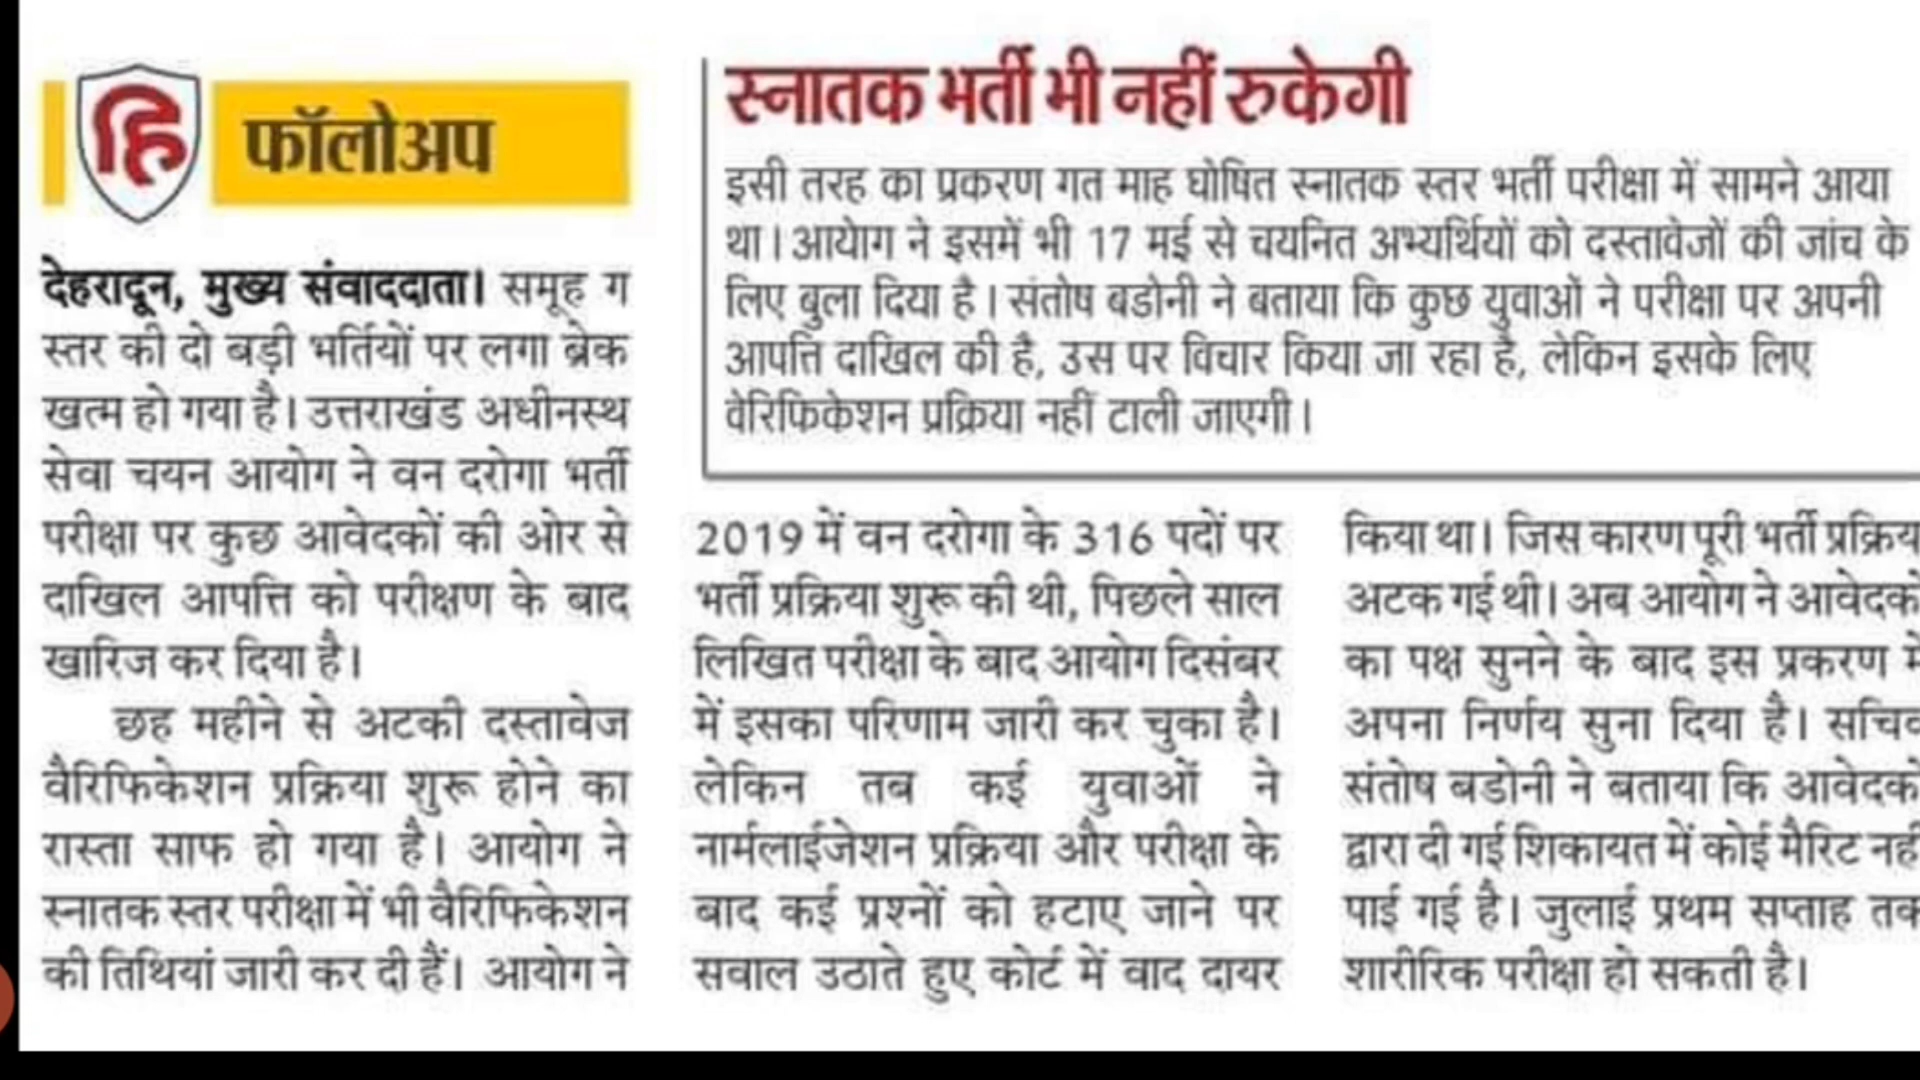 हि
फॉलोअप
देहरादून, मुख्य संवाददाता। समूह ग
स्तर की दो बड़ी भर्तियों पर लगा ब्रेक
खत्म हो गया है। उत्तराखंड अधीनस्थ
सेवा चयन आयोग ने वन दरोगा भर्ती
परीक्षा पर कुछ आवेदकों की ओर से
दाखिल आपत्ति को परीक्षण के बाद
खारिज कर दिया है।
छह महीने से अटकी दस्तावेज
वैरिफिकेशन प्रक्रिया शुरू होने का
रास्ता साफ हो गया है। आयोग ने
स्नातक स्तर परीक्षा में भी वैरिफिकेशन
की तिथियां जारी कर दी हैं। आयोग ने
स्नातक भर्ती भी नहीं रुकेगी
इसी तरह का प्रकरण गत माह घोषित स्नातक स्तर भर्ती परीक्षा में सामने आया
था। आयेाग ने इसमें भी 17 मई से चयनित अभ्यर्थियों को दस्तावेजों की जांच के
लिए बुला दिया है। संतोष बडोनी ने बताया कि कुछ युवाओं ने परीक्षा पर अपनी
आपत्ति दाखिल की है, उस पर विचार किया जा रहा है, लेकिन इसके लिए
वेरिफिकेशन प्रक्रिया नहीं टाली जाएगी।
2019 में वन दरोगा के 316 पदों पर
भर्ती प्रक्रिया शुरू की थी, पिछले साल
लिखित परीक्षा के बाद आयोग दिसंबर
में इसका परिणाम जारी कर चुका है।
लेकिन तब कई युवाओं ने
नार्मलाईजेशन प्रक्रिया और परीक्षा के
बाद कई प्रश्नों को हटाए जाने पर
सवाल उठाते हुए कोर्ट में वाद दायर
किया था। जिस कारण पूरी भर्ती प्रक्रिय
अटक गई थी। अब आयोग ने आवेदको
का पक्ष सुनने के बाद इस प्रकरण में
अपना निर्णय सुना दिया है। सचिव
संतोष बडोनी ने बताया कि आवेदको
द्वारा दी गई शिकायत में कोई मैरिट नही
पाई गई है। जुलाई प्रथम सप्ताह तक
शारीरिक परीक्षा हो सकती है।